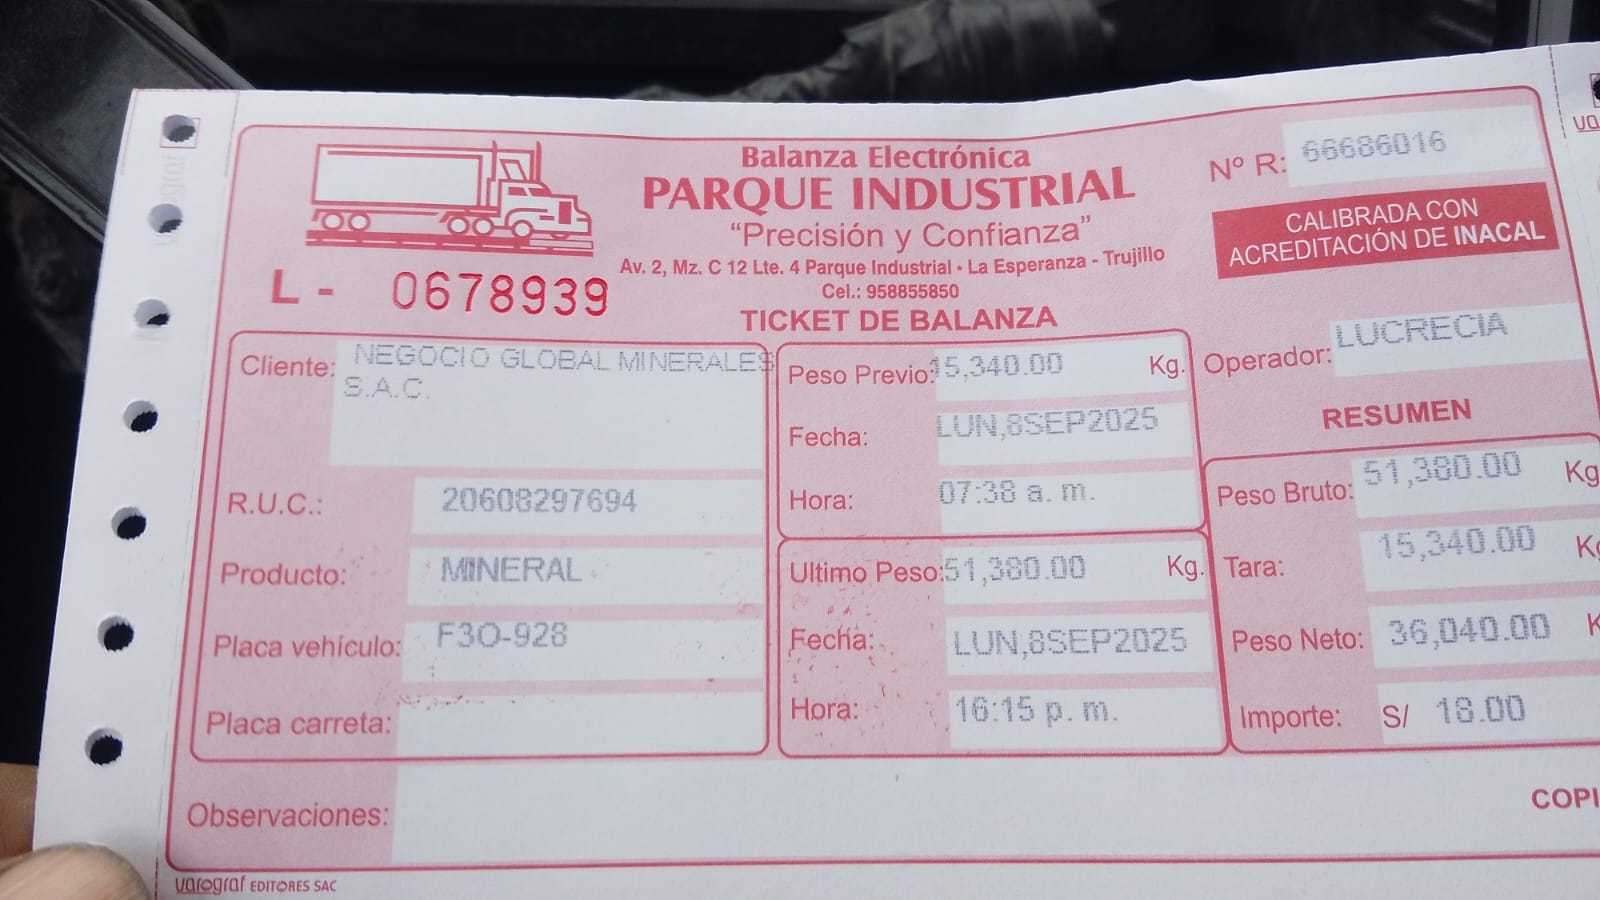 Balanza Electrónica
PARQUE INDUSTRIAL
“Precisión y Confianza”
Av. 2, Mz. C 12 Lte. 4 Parque Industrial • La Esperanza - Trujillo
Cel.: 958855850
TICKET DE BALANZA
Nº R: 66686016
CALIBRADA CON
ACREDITACIÓN DE INACAL
L - 0678939
Operador: LUCRECIA
Cliente: NEGOCIO GLOBAL MINERALES
S.A.C.
R.U.C.: 20608297694
Producto: MINERAL
Placa vehículo: F3O-928
Placa carreta:
Peso Previo: 15,340.00 Kg.
Fecha: LUN,8SEP2025
Hora: 07:38 a. m.
Ultimo Peso: 51,380.00 Kg.
Fecha: LUN,8SEP2025
Hora: 16:15 p. m.
RESUMEN
Peso Bruto: 51,380.00 Kg
Tara: 15,340.00 Kg
Peso Neto: 36,040.00 K
Importe: S/ 18.00
Observaciones:
COPI
varograf EDITORES SAC